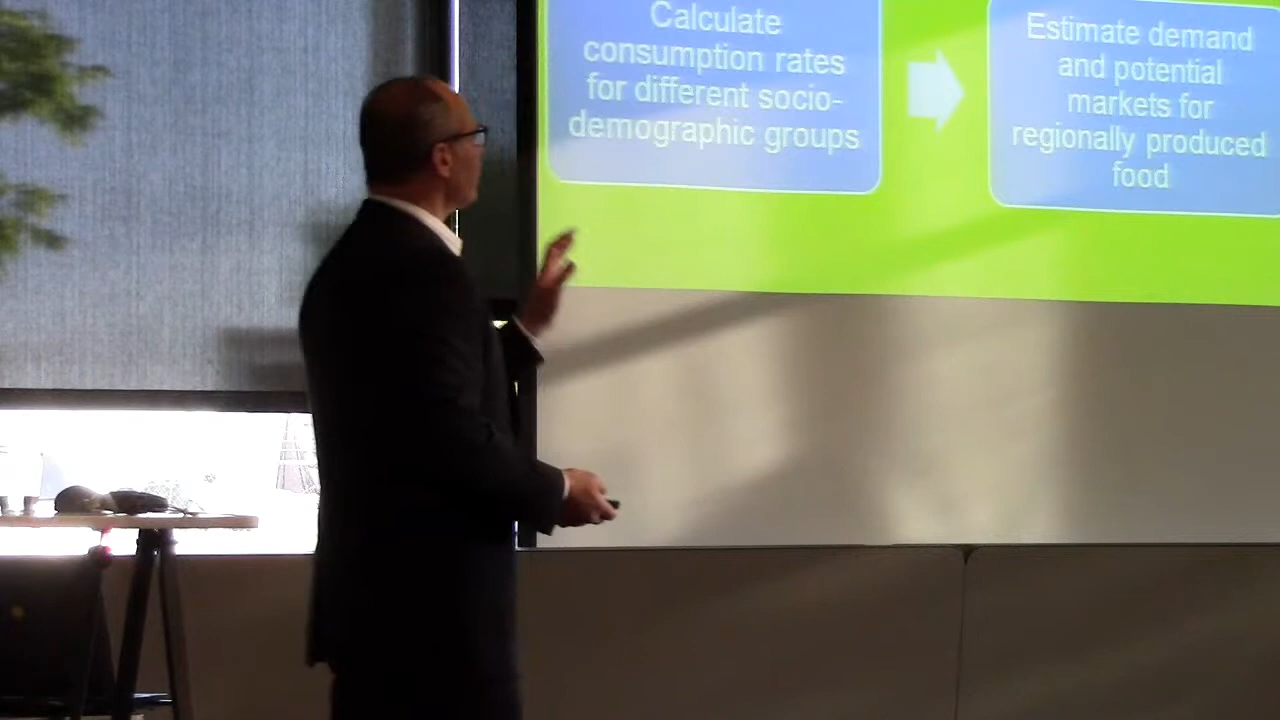 Calculate
consumption rates
for different socio-
demographic groups
Estimate demand
and potential
markets for
regionally produced
food